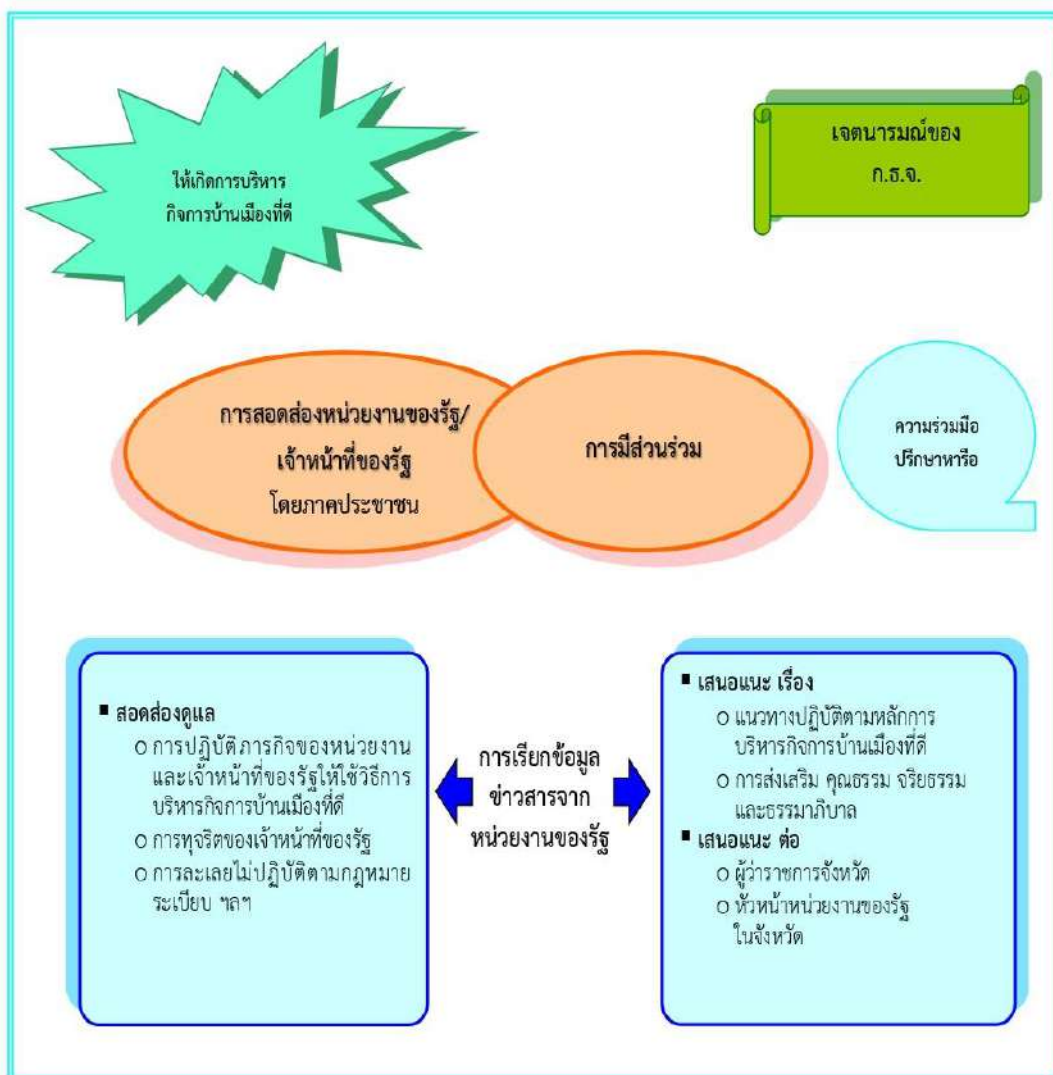 เจตนารมณ์ของ
ก.ธ.จ.
ให้เกิดการบริหาร
กิจการบ้านเมืองที่ดี
การสอดส่องหน่วยงานของรัฐ/
เจ้าหน้าที่ของรัฐ
โดยภาคประชาชน
การมีส่วนร่วม
ความร่วมมือ
ปรึกษาหารือ
▪ สอดส่องดูแล
o การปฏิบัติภารกิจของหน่วยงาน
และเจ้าหน้าที่ของรัฐให้ใช้วิธีการ
บริหารกิจการบ้านเมืองที่ดี
o การทุจริตของเจ้าหน้าที่ของรัฐ
o การละเลยไม่ปฏิบัติตามกฎหมาย
ระเบียบ ฯลฯ
การเรียกข้อมูล
ข่าวสารจาก
หน่วยงานของรัฐ
▪ เสนอแนะ เรื่อง
o แนวทางปฏิบัติตามหลักการ
บริหารกิจการบ้านเมืองที่ดี
o การส่งเสริม คุณธรรม จริยธรรม
และธรรมาภิบาล
▪ เสนอแนะ ต่อ
o ผู้ว่าราชการจังหวัด
o หัวหน้าหน่วยงานของรัฐ
ในจังหวัด